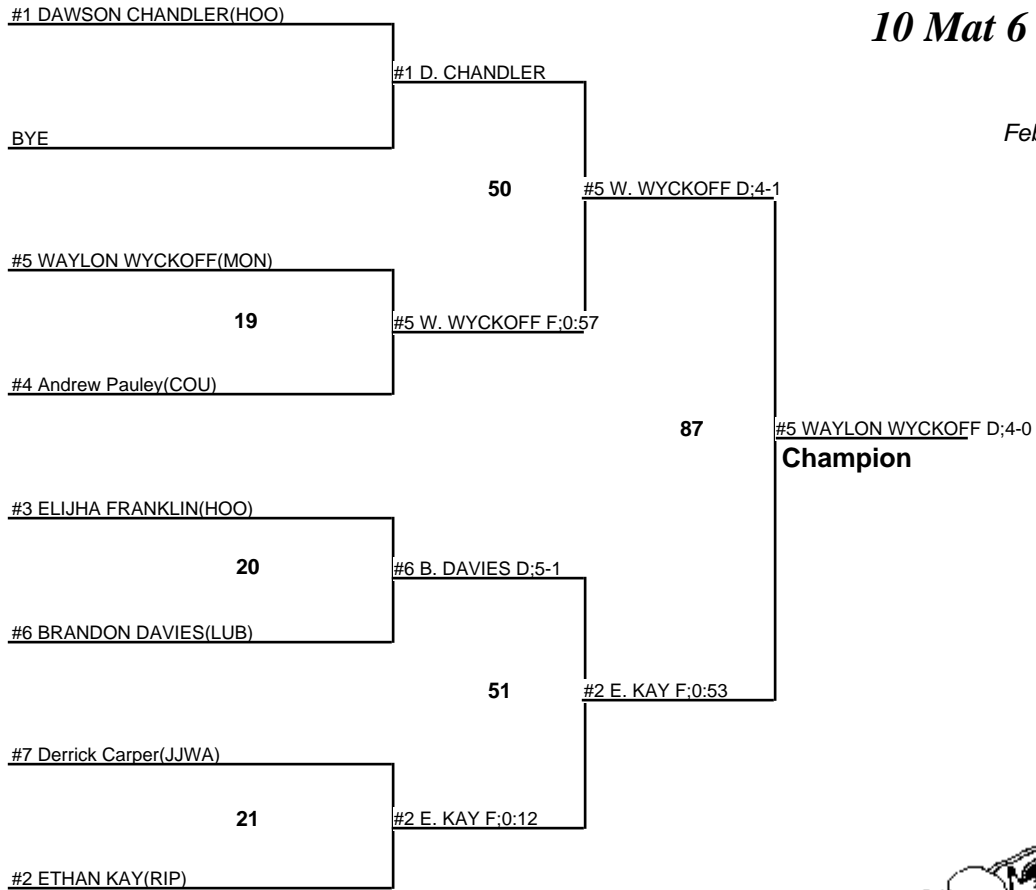 #1 DAWSON CHANDLER(HOO)
10 Mat 6
#1 D. CHANDLER
BYE
Feb
50
#5 W. WYCKOFF D;4-1
#5 WAYLON WYCKOFF(MON)
19
#5 W. WYCKOFF F;0:57
#4 Andrew Pauley(COU)
87
#5 WAYLON WYCKOFF D;4-0
Champion
#3 ELIJHA FRANKLIN(HOO)
20
#6 B. DAVIES D;5-1
#6 BRANDON DAVIES(LUB)
51
#2 E. KAY F;0:53
#7 Derrick Carper(JJWA)
21
#2 E. KAY F;0:12
#2 ETHAN KAY(RIP)